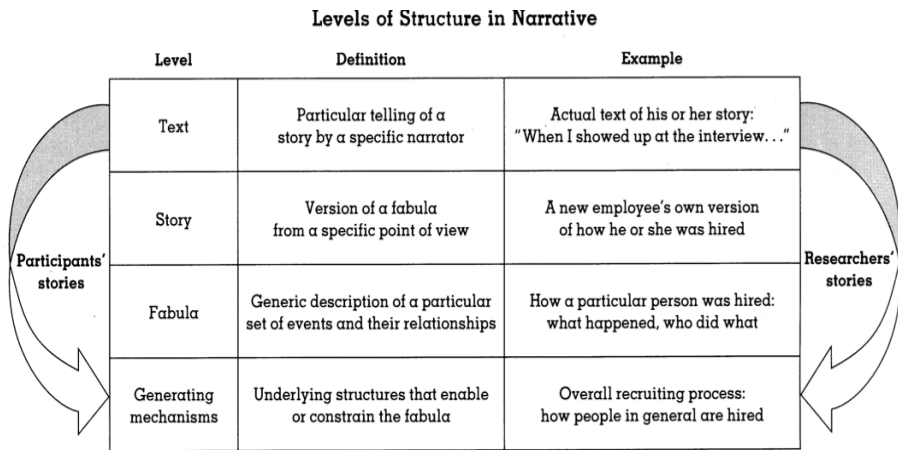 Levels of Structure in Narrative
Level Definition Example
Text
Particular telling of a
story by a specific narrator
Actual text of his or her story:
“When I showed up at the interview...”
Story
Version of a fabula
from a specific point of view
A new employee’s own version
of how he or she was hired
Participants’
stories
Researchers’
stories
Fabula
Generic description of a particular
set of events and their relationships
How a particular person was hired:
what happened, who did what
Generating
mechanisms
Underlying structures that enable
or constrain the fabula
Overall recruiting process:
how people in general are hired